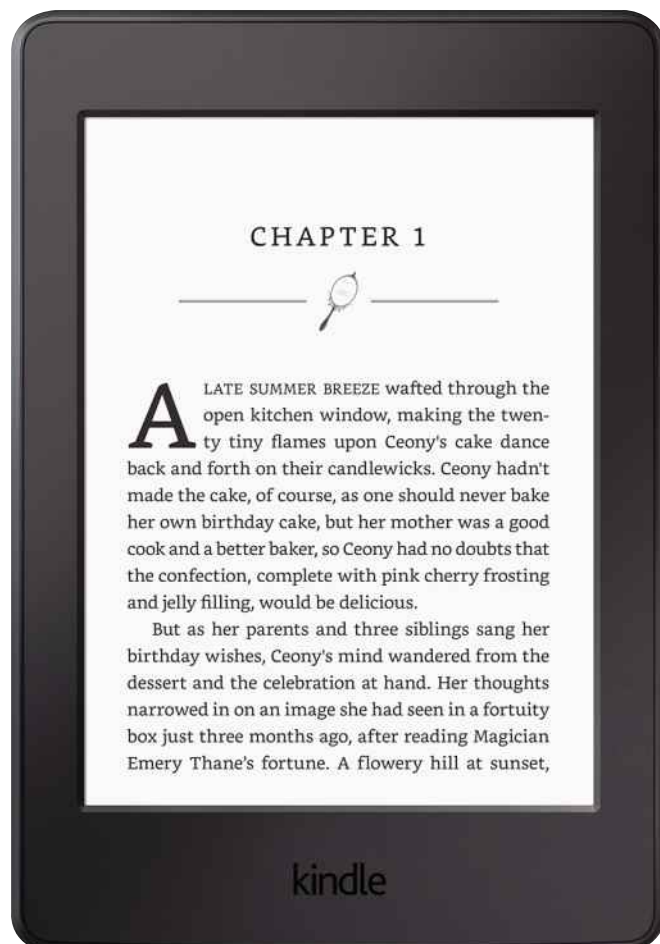 CHAPTER 1
A LATE SUMMER BREEZE wafted through the
open kitchen window, making the twen-
ty tiny flames upon Ceony's cake dance
back and forth on their candlewicks. Ceony hadn't
made the cake, of course, as one should never bake
her own birthday cake, but her mother was a good
cook and a better baker, so Ceony had no doubts that
the confection, complete with pink cherry frosting
and jelly filling, would be delicious.
But as her parents and three siblings sang her
birthday wishes, Ceony's mind wandered from the
dessert and the celebration at hand. Her thoughts
narrowed in on an image she had seen in a fortuity
box just three months ago, after reading Magician
Emery Thane's fortune. A flowery hill at sunset,
kindle